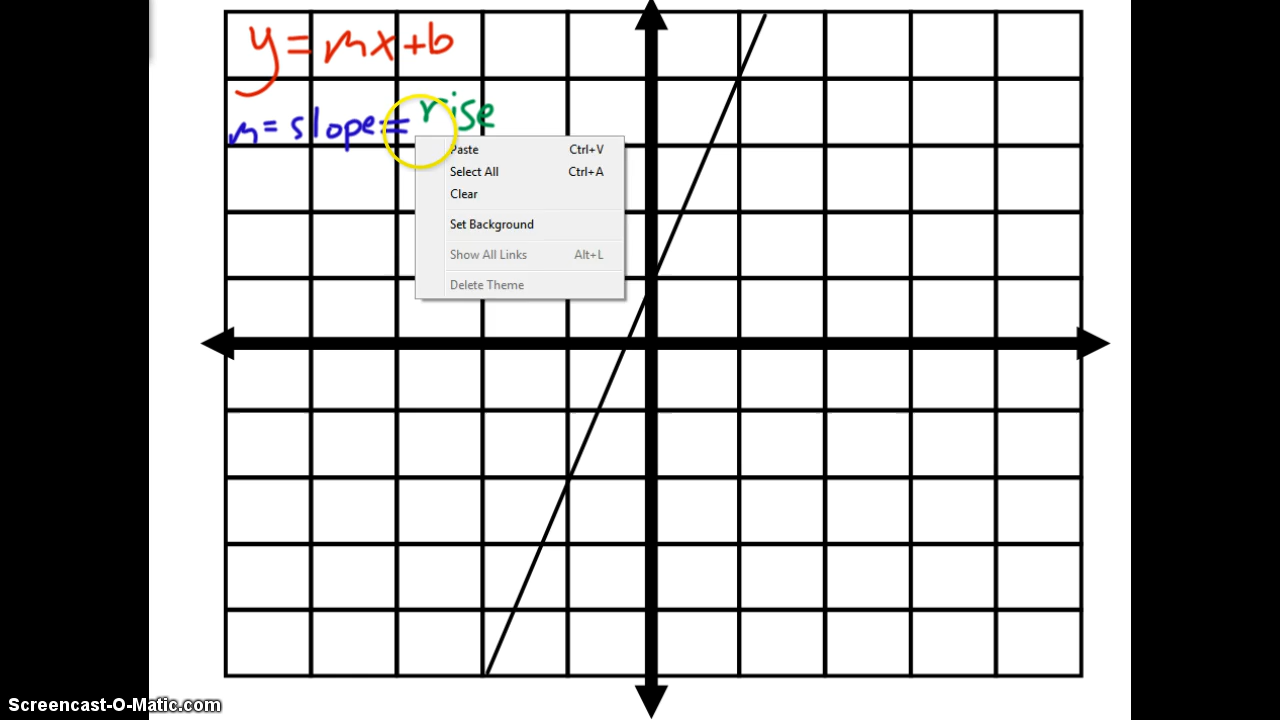 y = mx + b
m = slope = rise
Paste Ctrl+V
Select All Ctrl+A
Clear
Set Background
Show All Links Alt+L
Delete Theme
Screencast-O-Matic.com